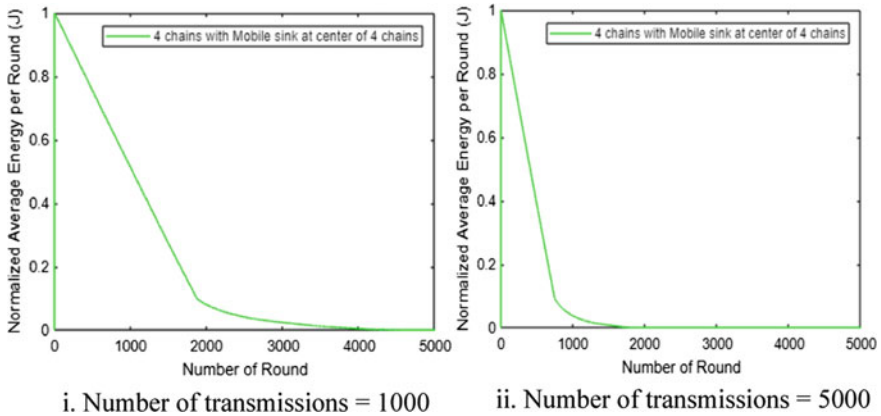 4 chains with Mobile sink at center of 4 chains
Normalized Average Energy per Round (J)
1
0.8
0.6
0.4
0.2
0
0 1000 2000 3000 4000 5000
Number of Round
i. Number of transmissions = 1000
4 chains with Mobile sink at center of 4 chains
Normalized Average Energy per Round (J)
1
0.8
0.6
0.4
0.2
0
0 1000 2000 3000 4000 5000
Number of Round
ii. Number of transmissions = 5000